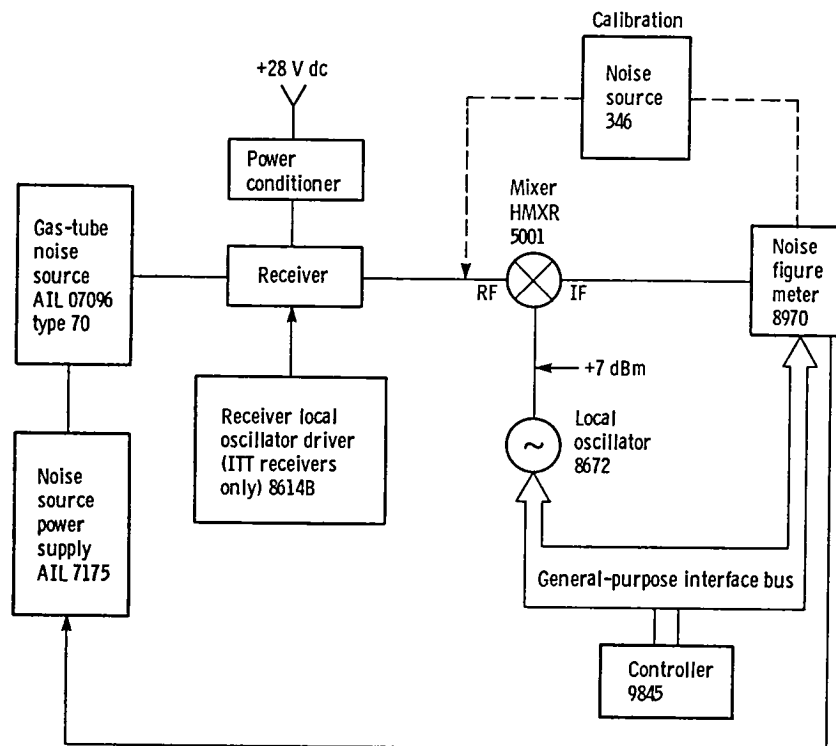 Calibration
Noise
source
346
+28 V dc
Power
conditioner
Mixer
HMXR
5001
Gas-tube
noise
source
AIL 07096
type 70
Receiver
RF
IF
Noise
figure
meter
8970
+7 dBm
Receiver local
oscillator driver
(ITT receivers
only) 8614B
Local
oscillator
8672
~
Noise
source
power
supply
AIL 7175
General-purpose interface bus
Controller
9845